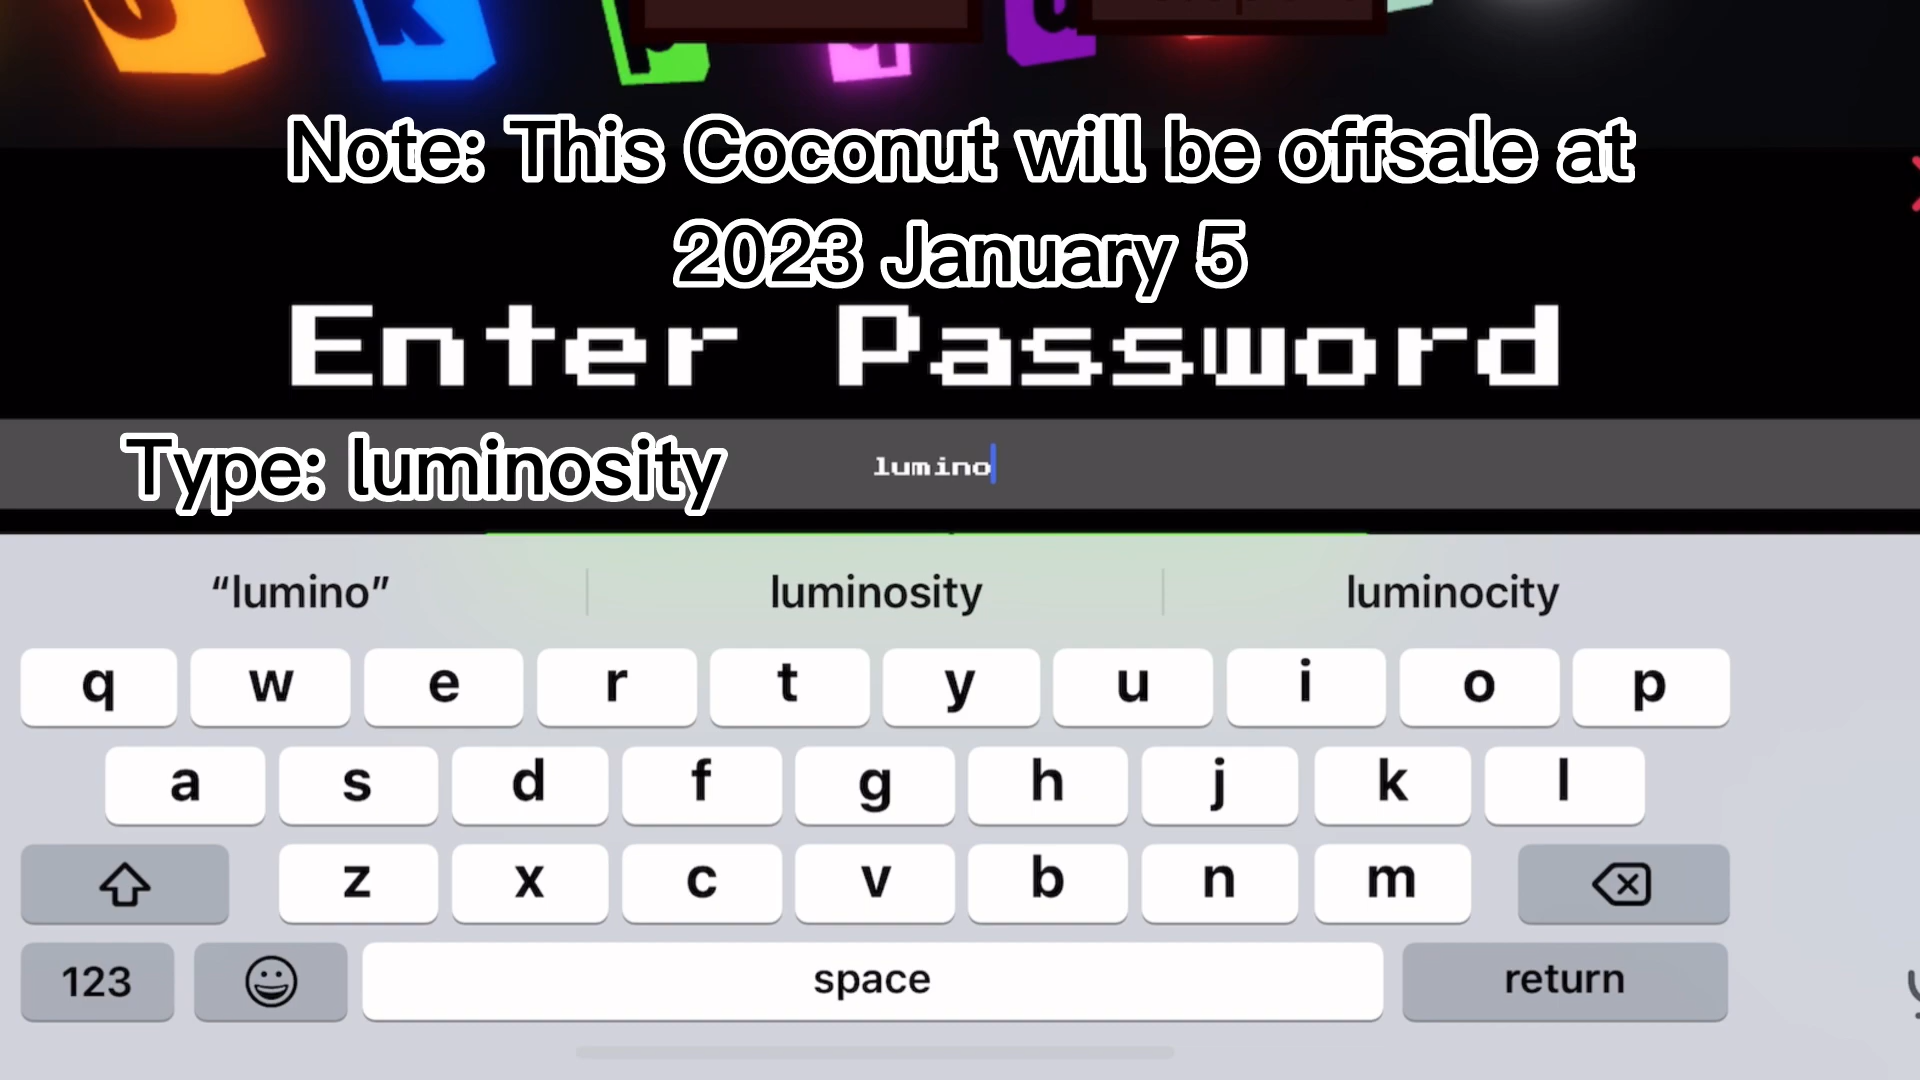 Note: This Coconut will be offsale at
2023 January 5
Enter Password
Type: luminosity
lumino
“lumino” luminosity luminocity
q w e r t y u i o p
a s d f g h j k l
z x c v b n m
123 space return